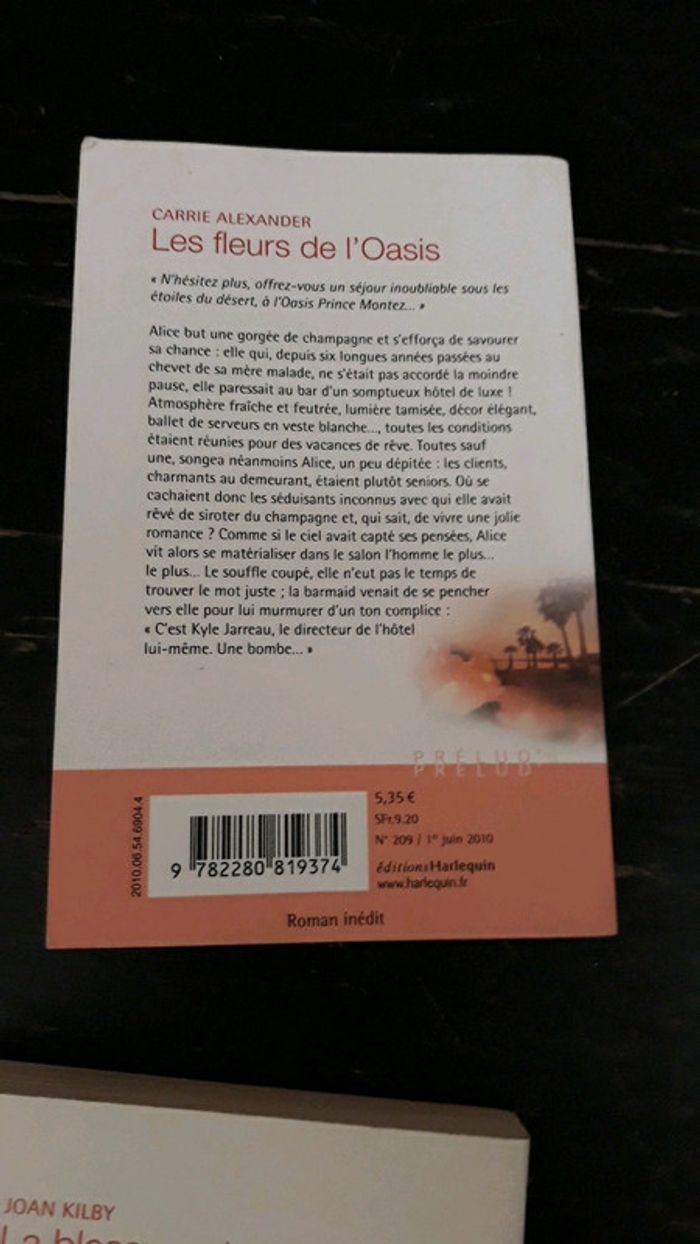 CARRIE ALEXANDER
Les fleurs de l'Oasis
« N'hésitez plus, offrez-vous un séjour inoubliable sous les
étoiles du désert, à l'Oasis Prince Montez... »
Alice but une gorgée de champagne et s'efforça de savourer
sa chance : elle qui, depuis six longues années passées au
chevet de sa mère malade, ne s'était pas accordé la moindre
pause, elle paressait au bar d'un somptueux hôtel de luxe !
Atmosphère fraîche et feutrée, lumière tamisée, décor élégant,
ballet de serveurs en veste blanche..., toutes les conditions
étaient réunies pour des vacances de rêve. Toutes sauf
une, songea néanmoins Alice, un peu dépitée : les clients,
charmants au demeurant, étaient plutôt seniors. Où se
cachaient donc les séduisants inconnus avec qui elle avait
rêvé de siroter du champagne et, qui sait, de vivre une jolie
romance ? Comme si le ciel avait capté ses pensées, Alice
vit alors se matérialiser dans le salon l'homme le plus...
le plus... Le souffle coupé, elle n'eut pas le temps de
trouver le mot juste ; la barmaid venait de se pencher
vers elle pour lui murmurer d'un ton complice :
« C'est Kyle Jarreau, le directeur de l'hôtel
lui-même. Une bombe... »
PRÉLUD'
PRÉLUD'
2010.06.54.6904.4
9 782280 819374
5,35 €
SFr.9.20
N° 209 / 1er juin 2010
éditionsHarlequin
www.harlequin.fr
Roman inédit
JOAN KILBY
La